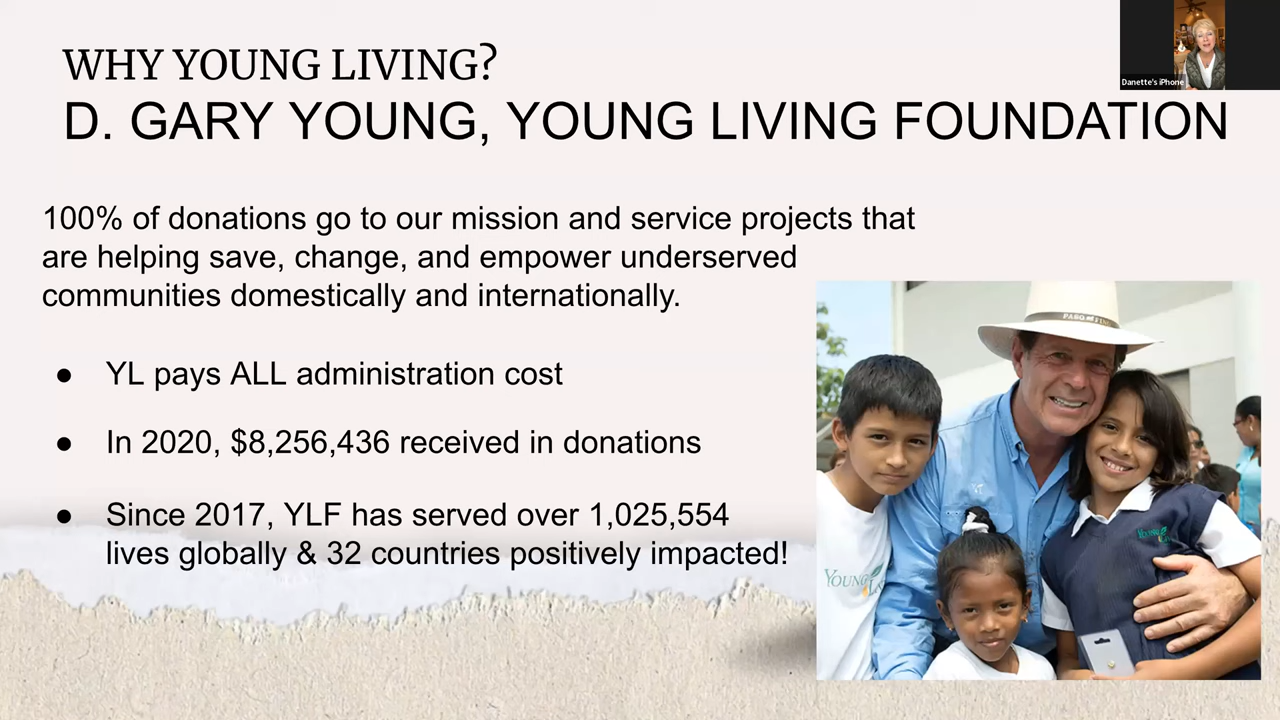 WHY YOUNG LIVING?
D. GARY YOUNG, YOUNG LIVING FOUNDATION
Danette's iPhone
100% of donations go to our mission and service projects that
are helping save, change, and empower underserved
communities domestically and internationally.
● YL pays ALL administration cost
● In 2020, $8,256,436 received in donations
● Since 2017, YLF has served over 1,025,554
lives globally & 32 countries positively impacted!
YOUNG